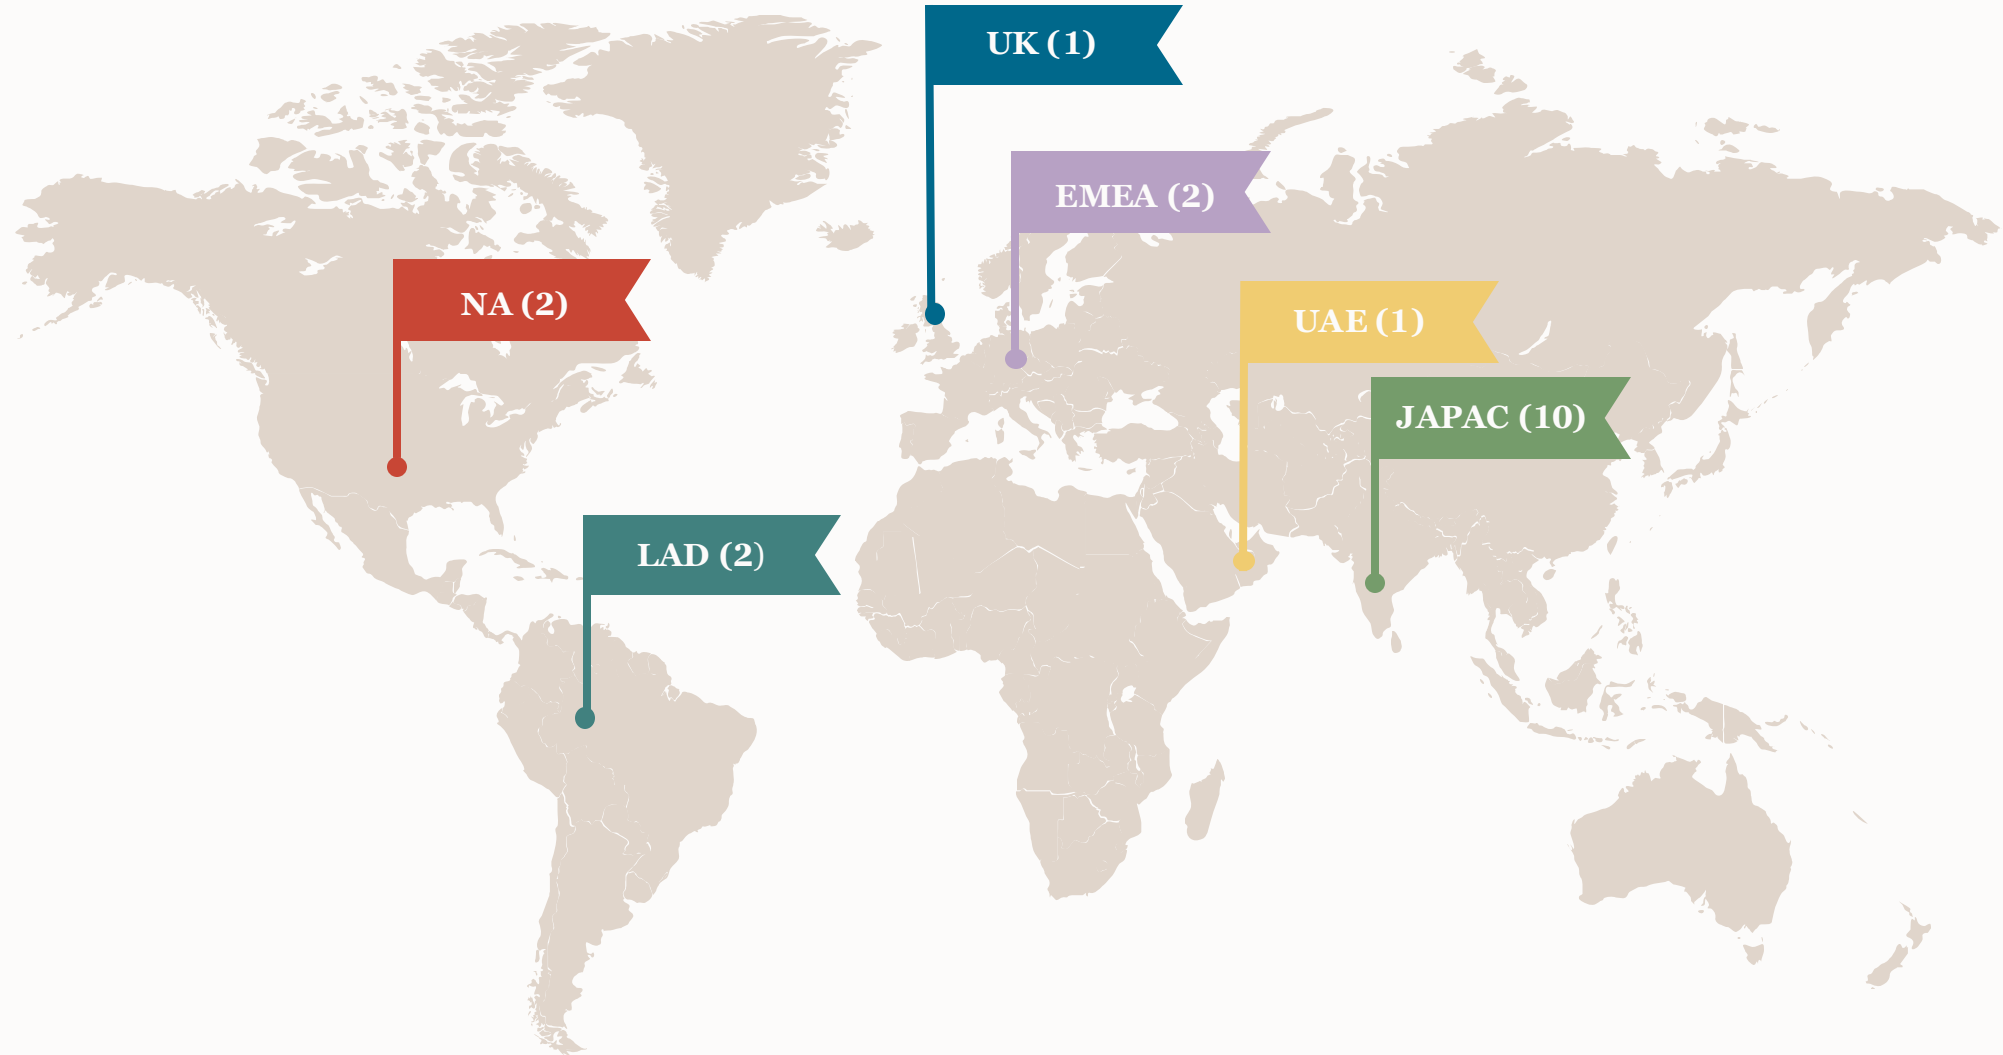 UK (1)
EMEA (2)
NA (2)
UAE (1)
JAPAC (10)
LAD (2)